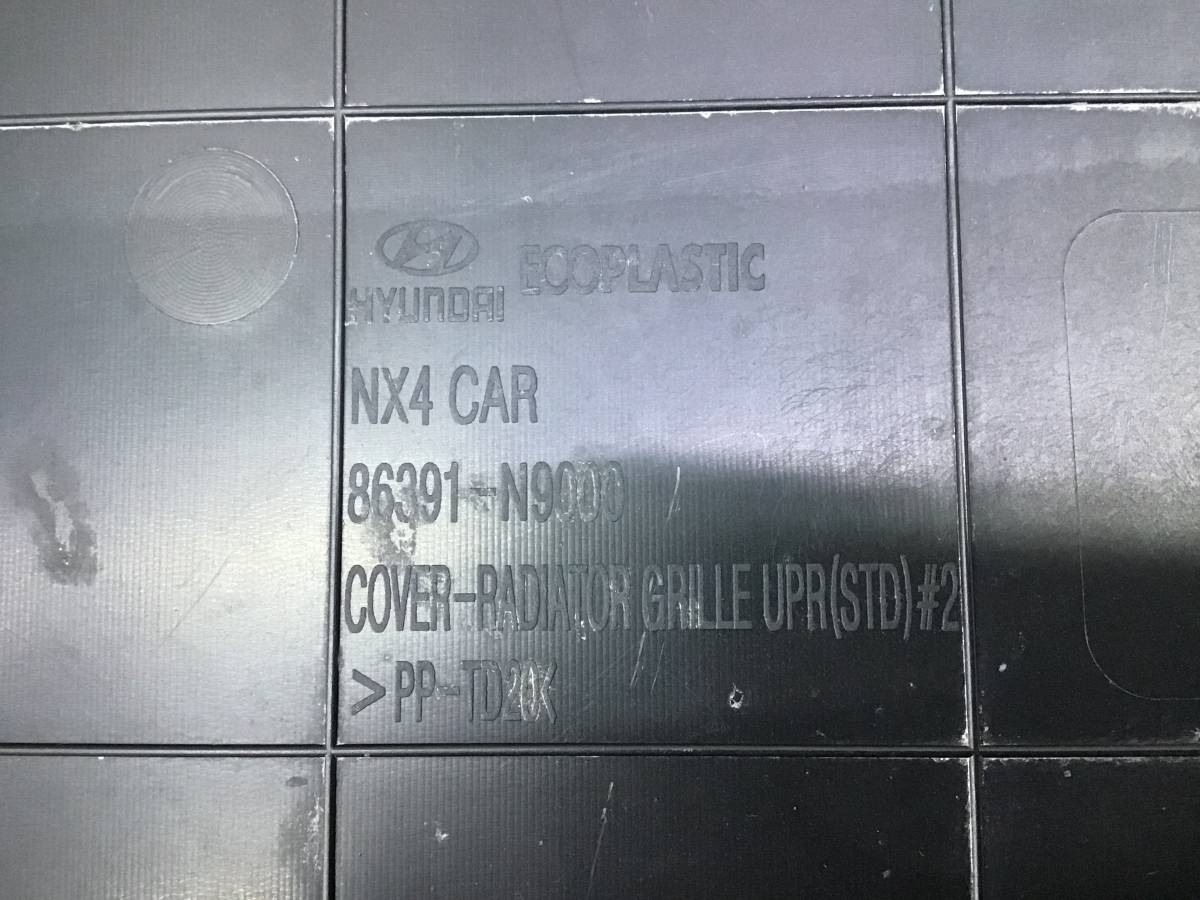 HYUNDAI ECOPLASTIC
NX4 CAR
86391-N9000
COVER-RADIATOR GRILLE UPR(STD)#2
>PP-TD20<